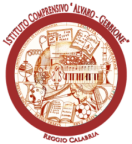 ISTITUTO COMPRENSIVO "ALVARO - GEBBIONE"
REGGIO CALABRIA